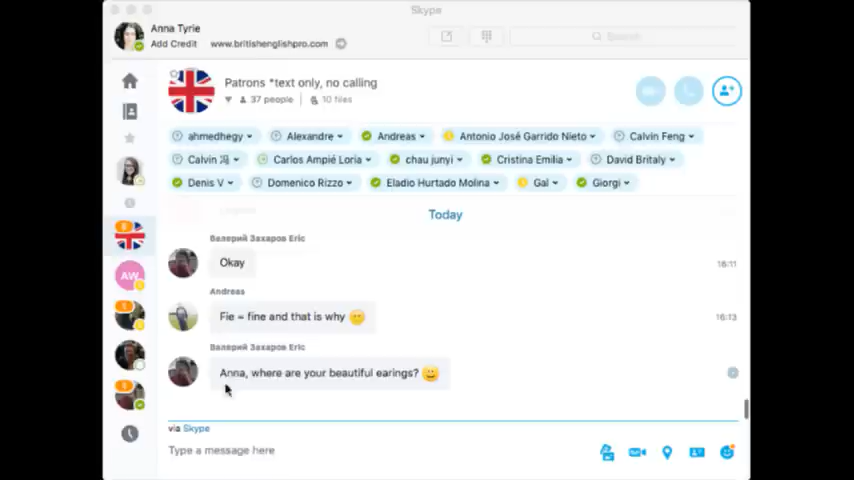 Skype
Anna Tyrie
Add Credit www.britishenglishpro.com
Search
Patrons *text only, no calling
37 people | 10 files
ahmedhegy Alexandre Andreas Antonio José Garrido Nieto Calvin Feng
Calvin 冯 Carlos Ampié Loria chau junyi Cristina Emilia David Britaly
Denis V Domenico Rizzo Eladio Hurtado Molina Gal Giorgi
Today
Валерий Захаров Eric
Okay
16:11
Andreas
Fie = fine and that is why
16:13
Валерий Захаров Eric
Anna, where are your beautiful earings?
AW
via Skype
Type a message here